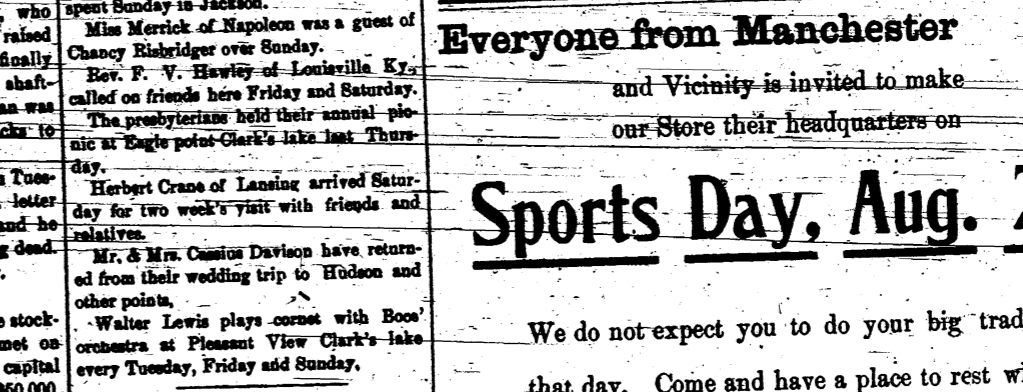 who
raised
fically
shaft-
an was
cks to
Tues-
letter
and he
g dead.
stock-
met on
capital
spent Sunday in Jackson.
Miss Merrick of Napoleon was a guest of
Chancy Risbridger over Sunday.
Rev. F. V. Hawley of Louisville Ky.,
called on friends here Friday and Saturday.
The presbyterians held their annual pic-
nic at Eagle point Clark's lake last Thurs-
day.
Herbert Crane of Lansing arrived Satur-
day for two week's visit with friends and
relatives.
Mr. & Mrs. Cassius Davison have return-
ed from their wedding trip to Hudson and
other points,
Walter Lewis plays cornet with Boos'
orchestra at Pleasant View Clark's lake
every Tuesday, Friday and Sunday.
Everyone from Manchester
and Vicinity is invited to make
our Store their headquarters on
Sports Day, Aug.
We do not expect you to do your big trad
that day. Come and have a place to rest w